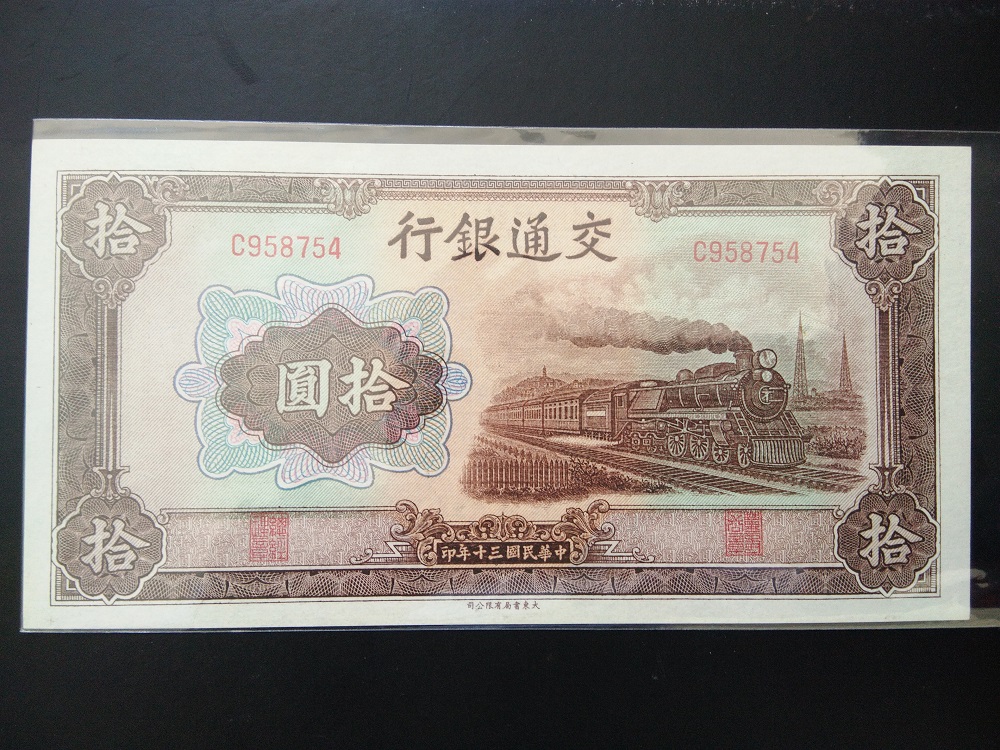 拾 拾
交通銀行
C958754 C958754
拾圓
拾 拾
中華民國三十年印
大東書局有限公司